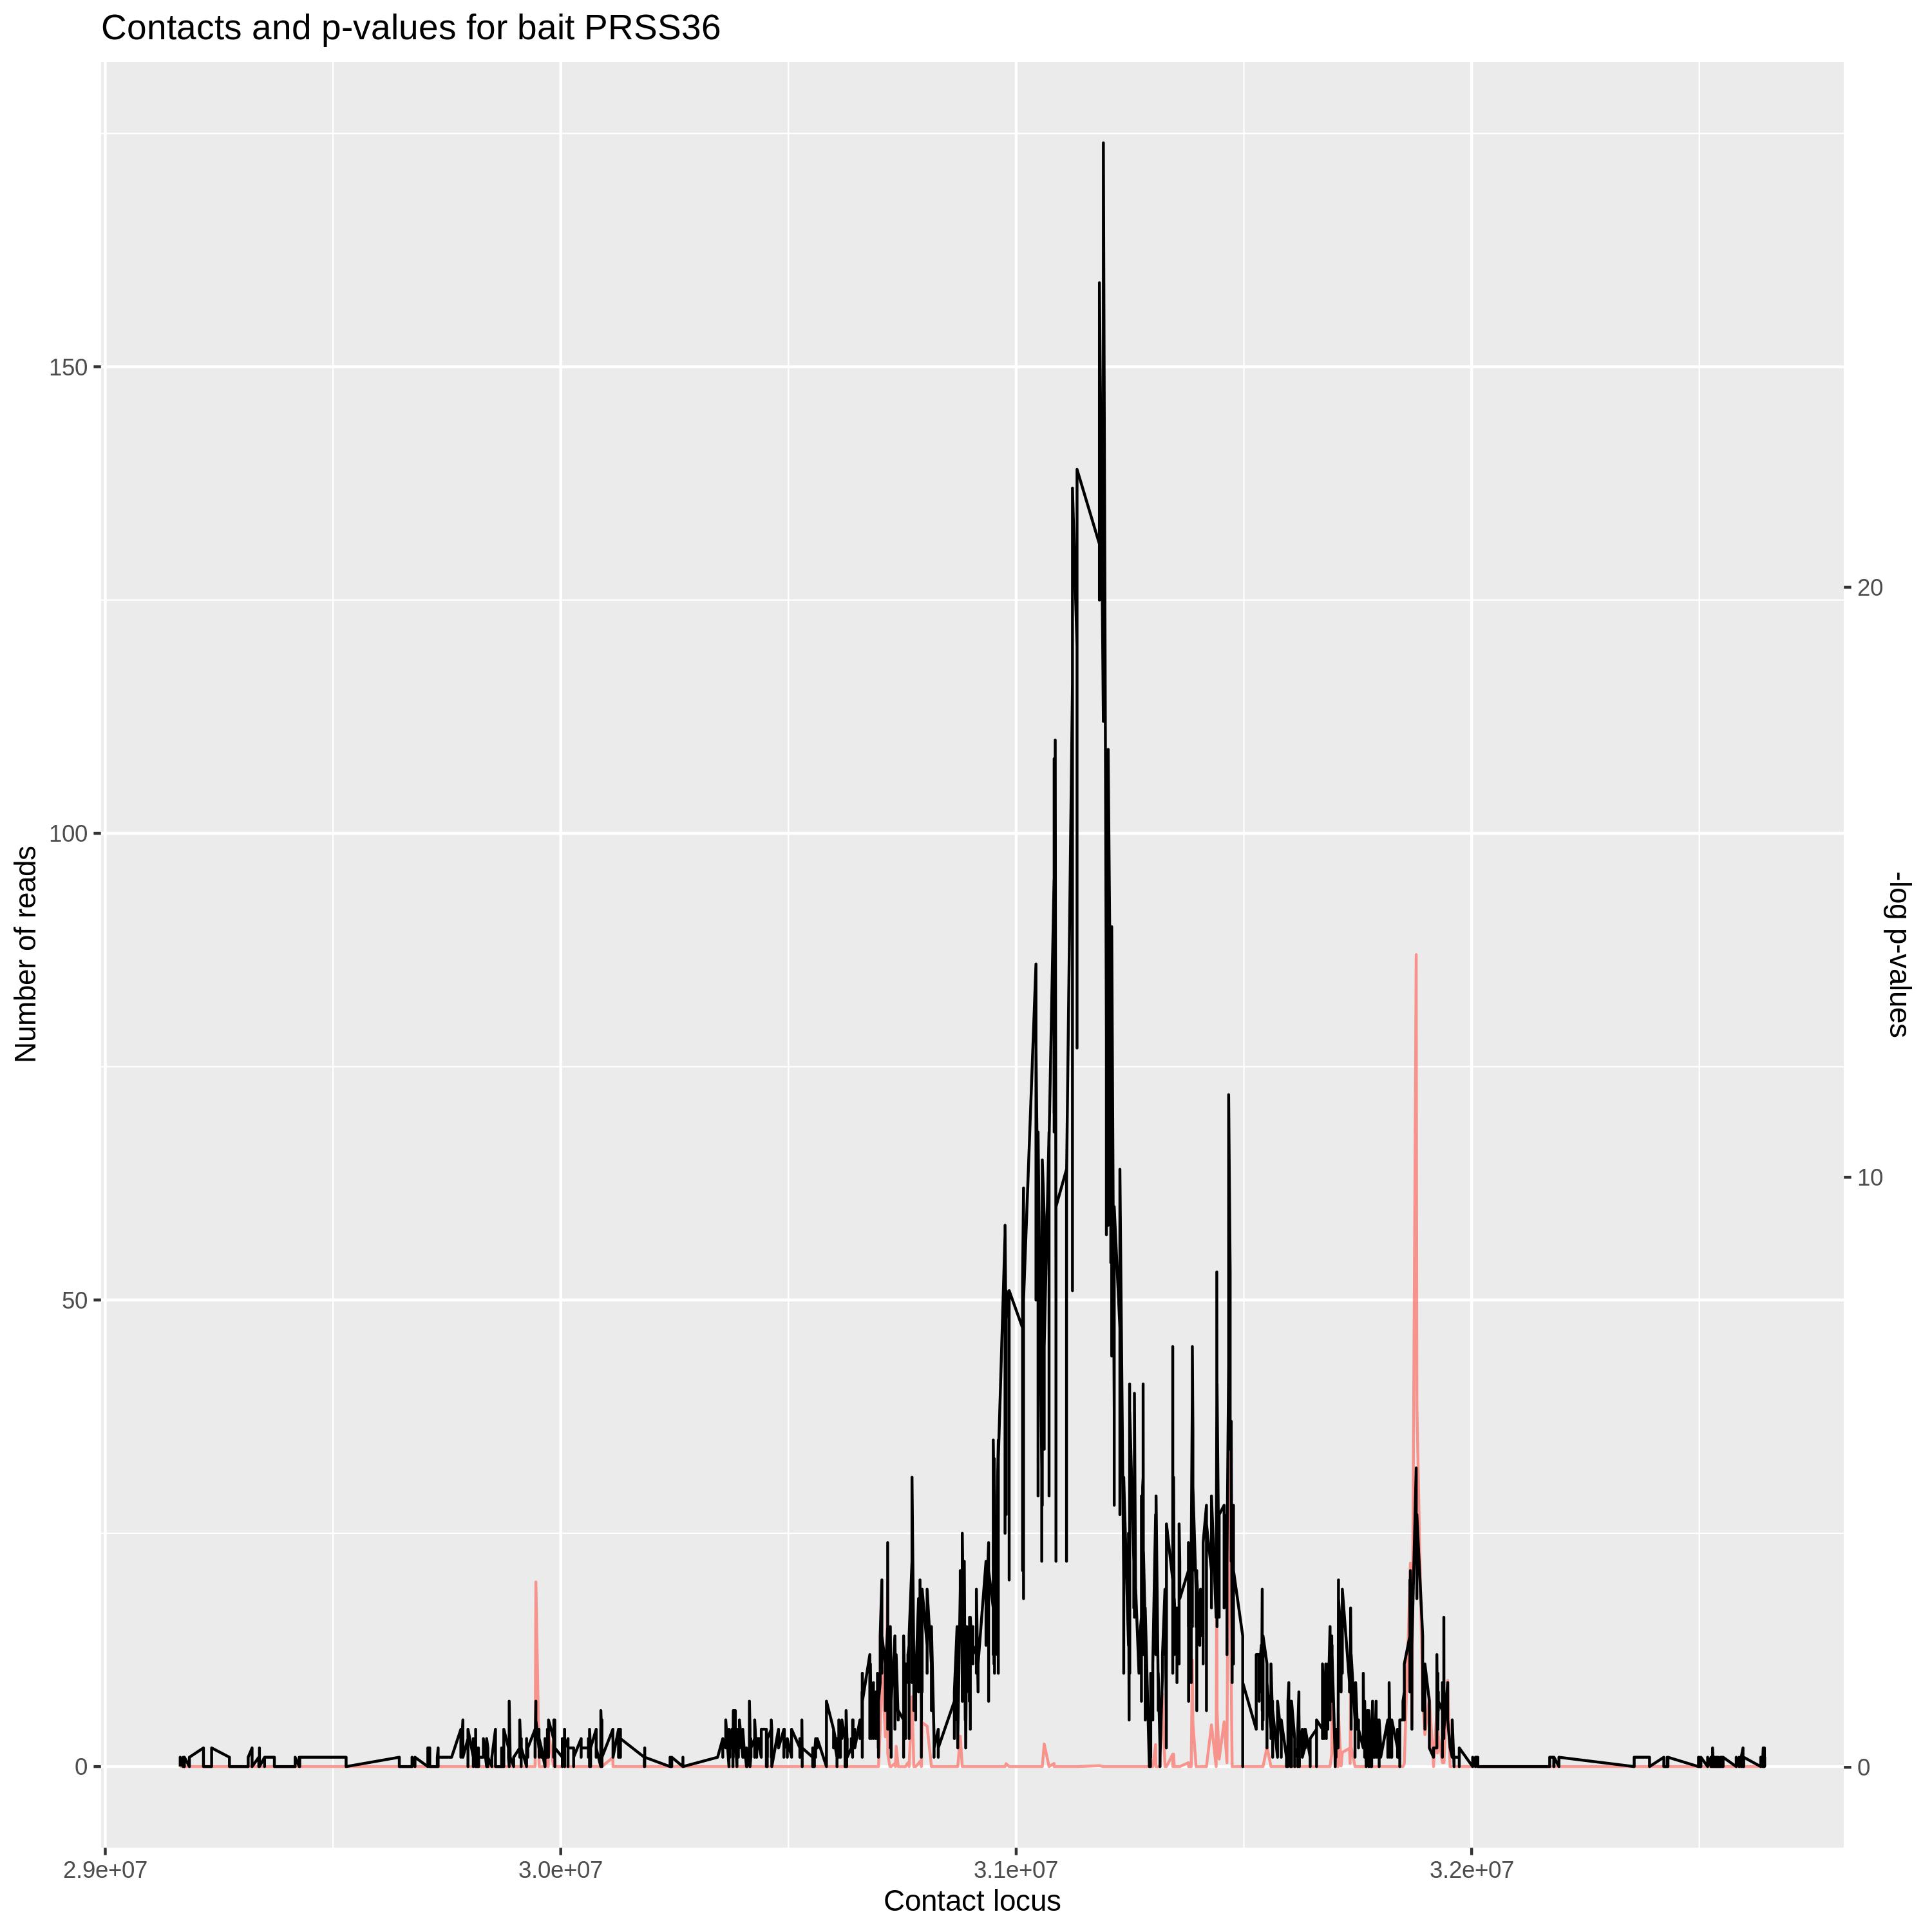 Contacts and p-values for bait PRSS36
Number of reads
150
100
50
0
20
10
0
-log p-values
2.9e+07 3.0e+07 3.1e+07 3.2e+07
Contact locus